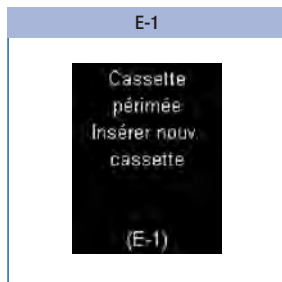 E-1
Cassette
périmée
Insérer nouv.
cassette
(E-1)